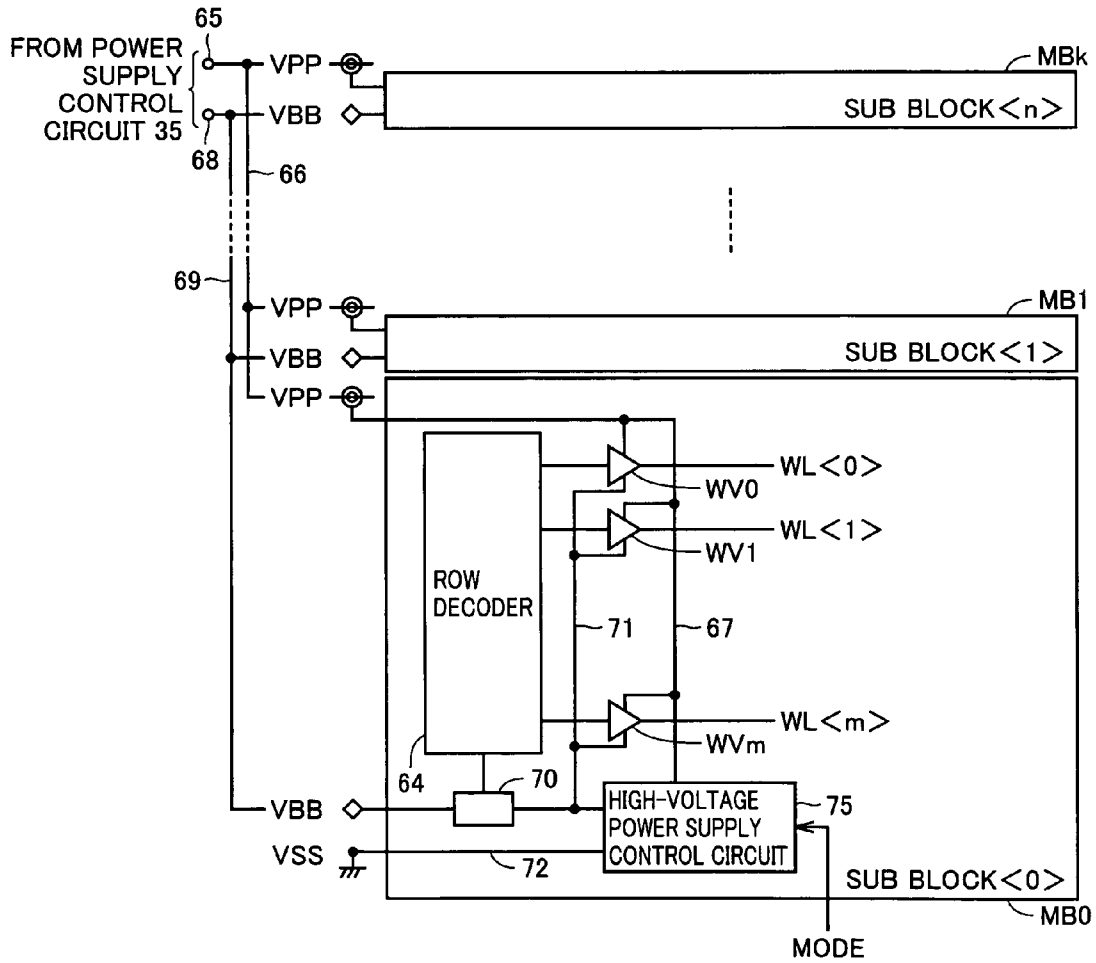 65
FROM POWER
SUPPLY
CONTROL
CIRCUIT 35
VPP
MBk
SUB BLOCK<n>
VBB
68
66
69
VPP
MB1
VBB
SUB BLOCK<1>
VPP
WL<0>
WV0
WL<1>
WV1
ROW
DECODER
71
67
WL<m>
WVm
64
70
VBB
HIGH-VOLTAGE
POWER SUPPLY
CONTROL CIRCUIT
75
VSS
72
SUB BLOCK<0>
MB0
MODE